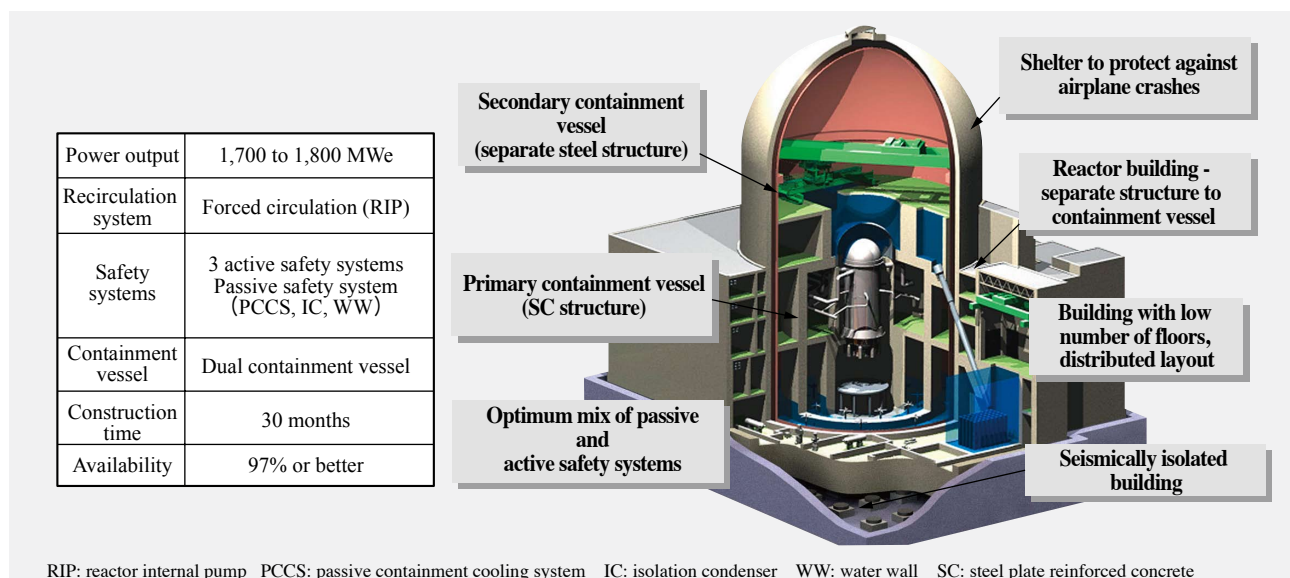 Power output 1,700 to 1,800 MWe
Recirculation
system
Forced circulation (RIP)
Safety
systems
3 active safety systems
Passive safety system
(PCCS, IC, WW)
Containment
vessel
Dual containment vessel
Construction
time
30 months
Availability 97% or better
Secondary containment
vessel
(separate steel structure)
Primary containment vessel
(SC structure)
Optimum mix of passive
and
active safety systems
Shelter to protect against
airplane crashes
Reactor building -
separate structure to
containment vessel
Building with low
number of floors,
distributed layout
Seismically isolated
building
RIP: reactor internal pump PCCS: passive containment cooling system IC: isolation condenser WW: water wall SC: steel plate reinforced concrete